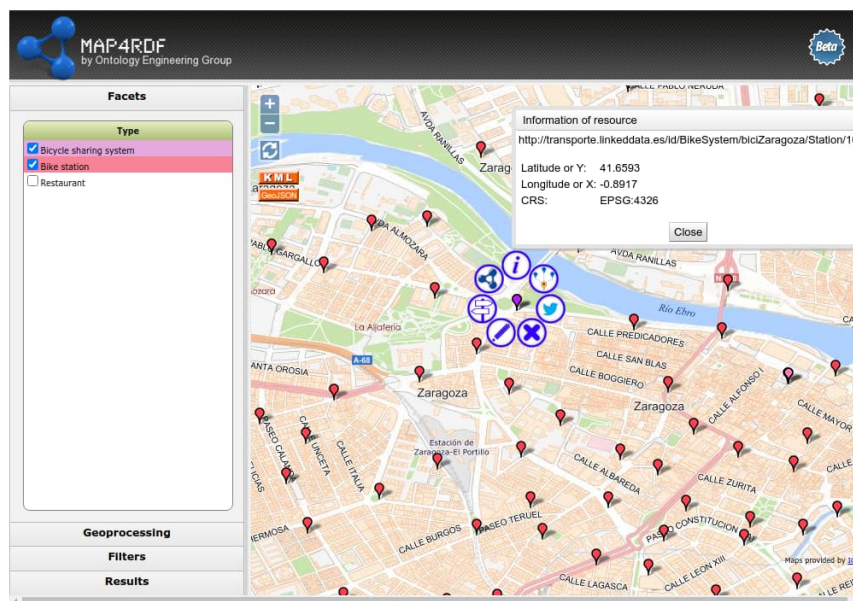 MAP4RDF
by Ontology Engineering Group
Beta
Facets
Type
Bicycle sharing system
Bike station
Restaurant
Geoprocessing
Filters
Results
+
−
KML
GeoJSON
CALLE PABLO NERUDA
AVDA RANILLAS
Zarag
Information of resource
http://transporte.linkeddata.es/id/BikeSystem/biciZaragoza/Station/1
Latitude or Y: 41.6593
Longitude or X: -0.8917
CRS: EPSG:4326
Close
AVDA ALMOZARA
PABLO GARGALLO
AVDA RANILLAS
i
Río Ebro
La Aljafería
CALLE PREDICADORES
A-68
CALLE SAN BLAS
ANTA OROSIA
CALLE BOGGIERO
Zaragoza
Zaragoza
CALLE ALFONSO I
CALLE MAYOR
PASEO CALANDA
CALLE UNCETA
CALLE ITALIA
Estación de
Zaragoza-El Portillo
CALLE ALBAREDA
CALLE ZURITA
CALLE
HERMOSA
CALLE BURGOS
PASEO TERUEL
PASEO CONSTITUCION
CALLE LAGASCA
CALLE LEON XIII
Maps provided by